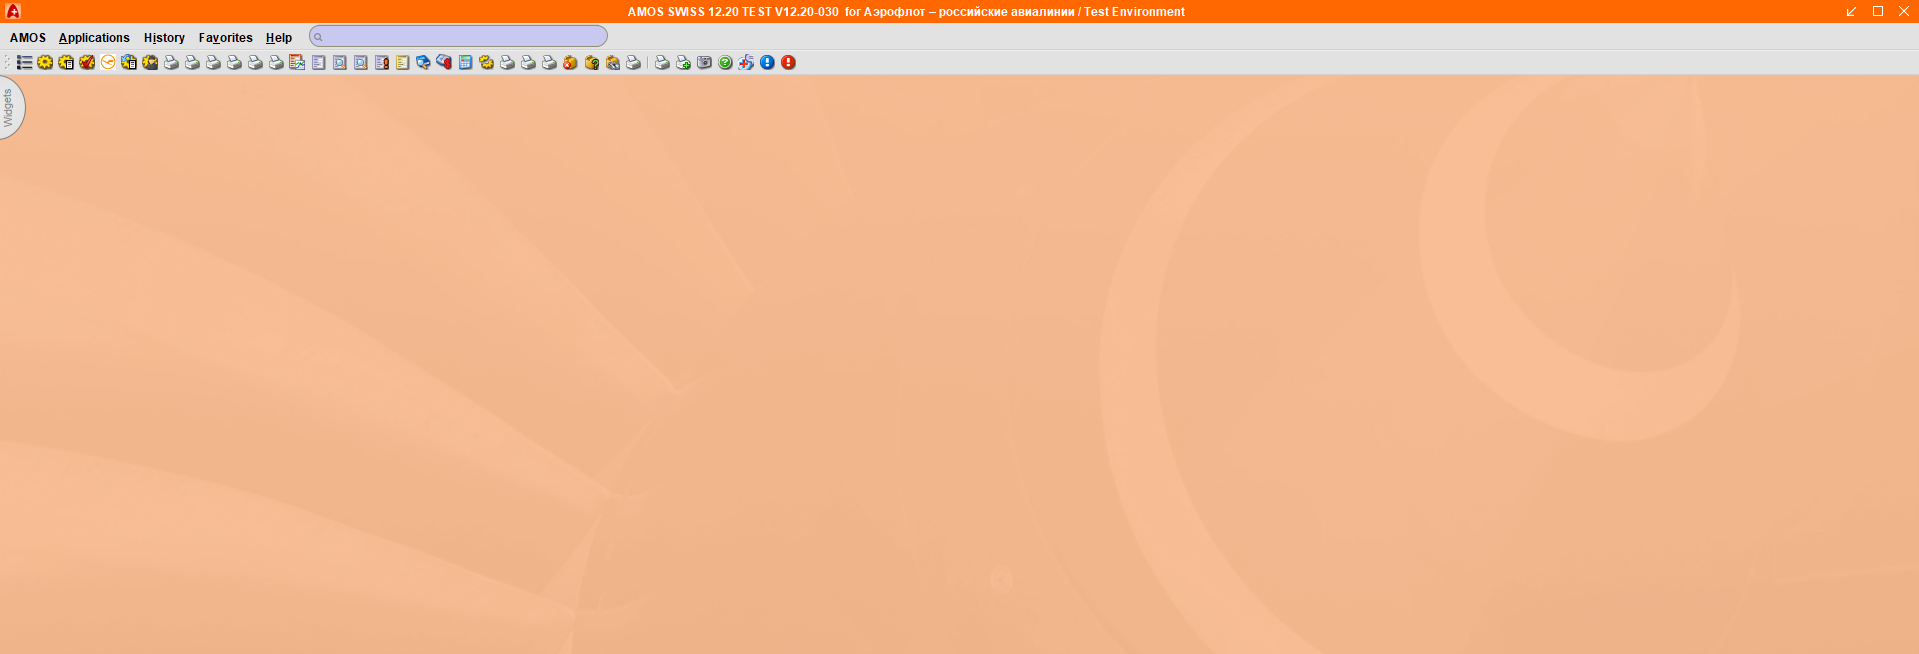 AMOS SWISS 12.20 TEST V12.20-030 for Аэрофлот – российские авиалинии / Test Environment
AMOS Applications History Favorites Help
Widgets